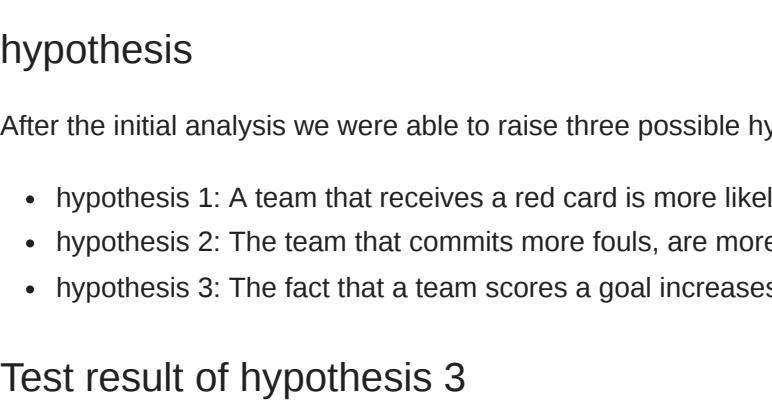 hypothesis
After the initial analysis we were able to raise three possible
• hypothesis 1: A team that receives a red card is more
• hypothesis 2: The team that commits more fouls, are more
• hypothesis 3: The fact that a team scores a goal increases
Test result of hypothesis 3